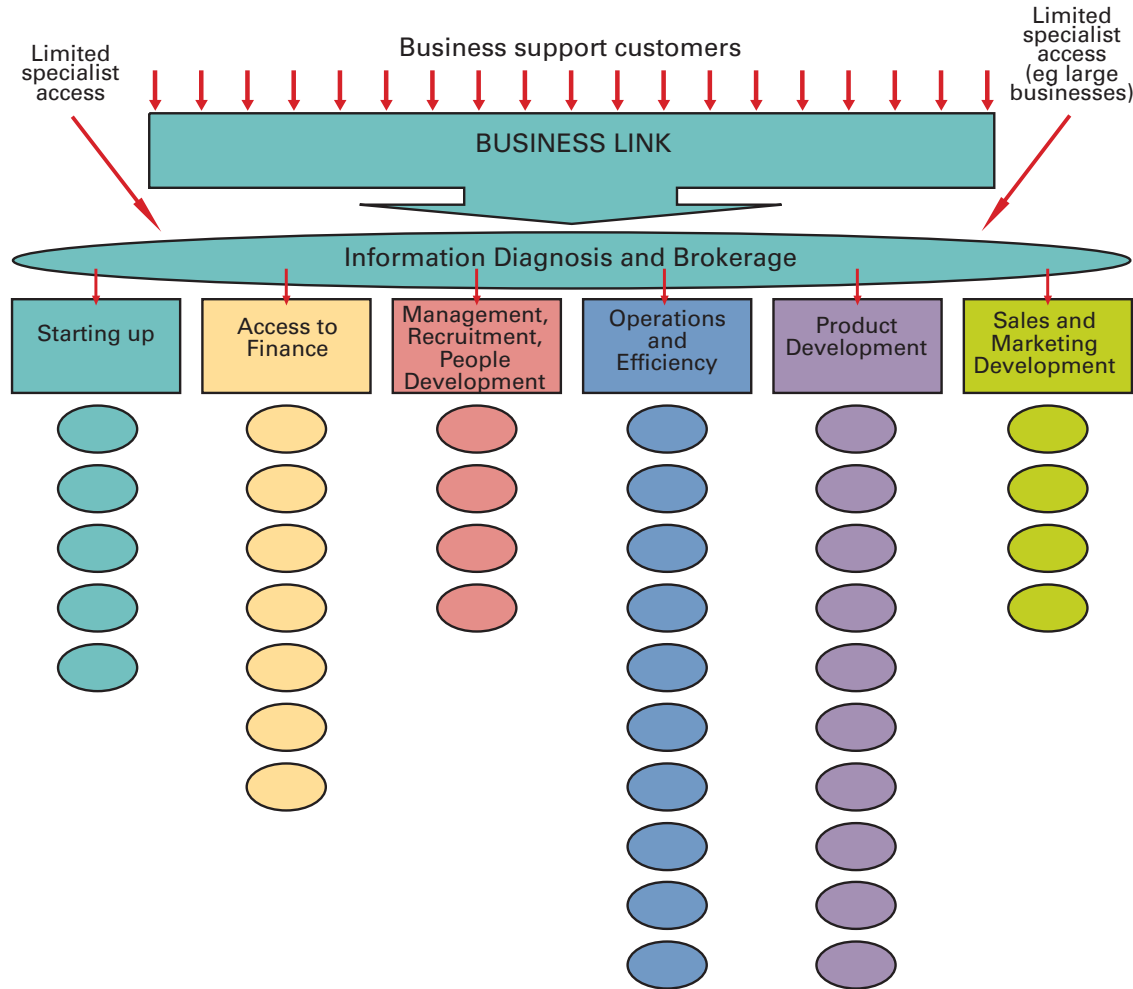 Limited
specialist
access
Business support customers
Limited
specialist
access
(eg large
businesses)
BUSINESS LINK
Information Diagnosis and Brokerage
Starting up
Access to
Finance
Management,
Recruitment,
People
Development
Operations
and
Efficiency
Product
Development
Sales and
Marketing
Development